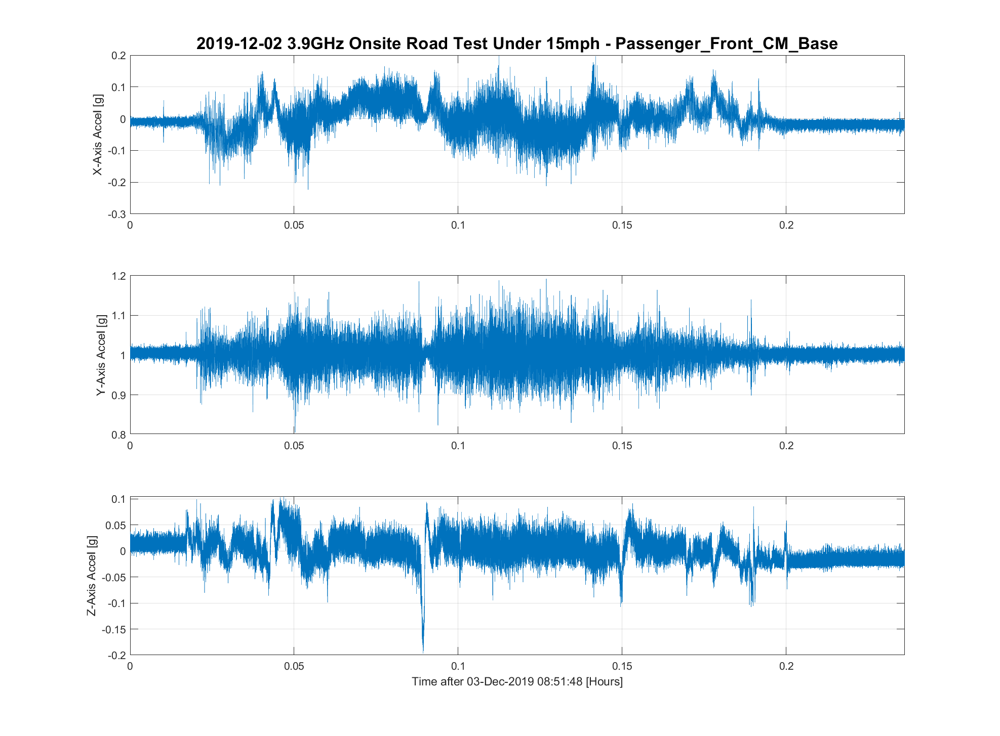 2019-12-02 3.9GHz Onsite Road Test Under 15mph - Passenger_Front_CM_Base
X-Axis Accel [g]
0.2
0.1
0
-0.1
-0.2
-0.3
0 0.05 0.1 0.15 0.2
Y-Axis Accel [g]
1.2
1.1
1
0.9
0.8
0 0.05 0.1 0.15 0.2
Z-Axis Accel [g]
0.1
0.05
0
-0.05
-0.1
-0.15
-0.2
0 0.05 0.1 0.15 0.2
Time after 03-Dec-2019 08:51:48 [Hours]